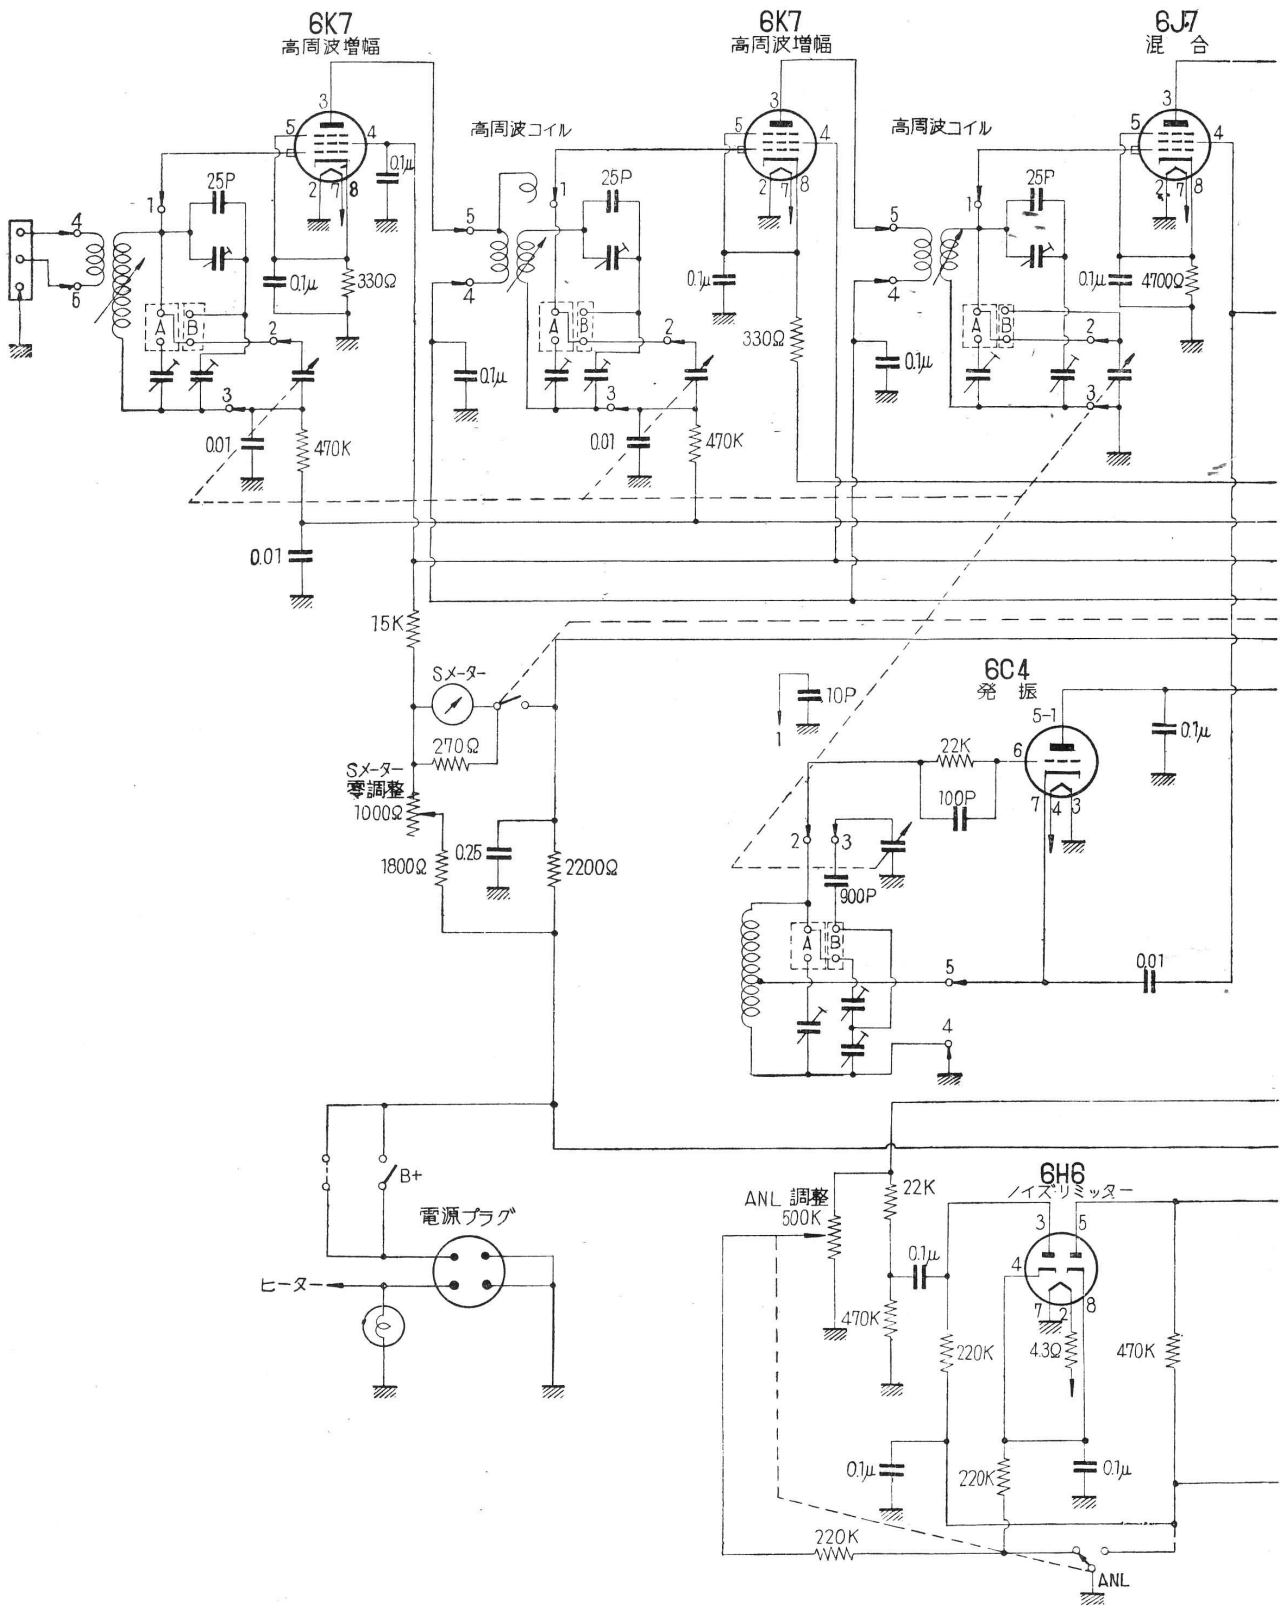 6K7
高周波増幅
6K7
高周波増幅
6J7
混 合
3
5
4
2
7
8
0.1μ
高周波コイル
3
5
4
2
7
8
高周波コイル
3
5
4
2
7
8
25P
1
4
5
0.1μ
330Ω
A
B
2
3
0.01
470K
25P
1
5
4
0.1μ
A
B
2
3
0.01
470K
0.1μ
330Ω
25P
1
5
4
0.1μ
A
B
2
3
0.1μ
4700Ω
0.01
15K
Sメーター
270Ω
Sメーター
零調整
1000Ω
1800Ω
0.25
2200Ω
10P
1
6C4
発 振
5-1
6
7
4
3
22K
100P
0.1μ
2
3
900P
A
B
5
4
0.01
B+
電源プラグ
ヒーター
ANL 調整
500K
22K
0.1μ
470K
6H6
ノイズ・リミッター
3
5
4
7
2
8
4.3Ω
220K
470K
0.1μ
220K
0.1μ
220K
ANL